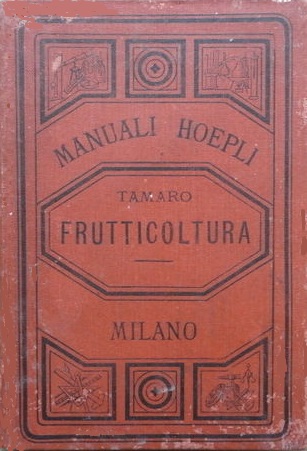 MANUALI HOEPLI
TAMARO
FRUTTICOLTURA
MILANO